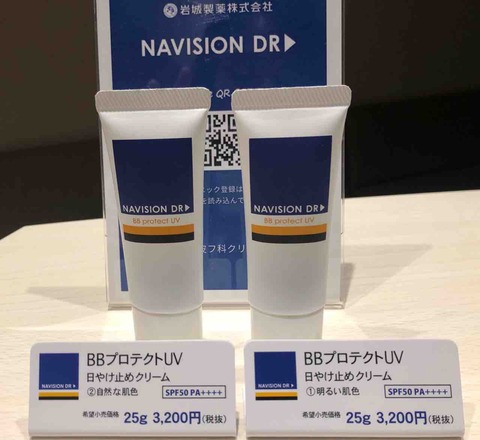 岩城製薬株式会社
NAVISION DR
QR
ニック登録は
を読み込んで
皮フ科クリ
NAVISION DR
BB protect UV
NAVISION DR
BB protect UV
NAVISION DR
BBプロテクトUV
日やけ止めクリーム
②自然な肌色
SPF50 PA++++
希望小売価格 25g 3,200円(税抜)
NAVISION DR
BBプロテクトUV
日やけ止めクリーム
①明るい肌色
SPF50 PA++++
希望小売価格 25g 3,200円(税抜)